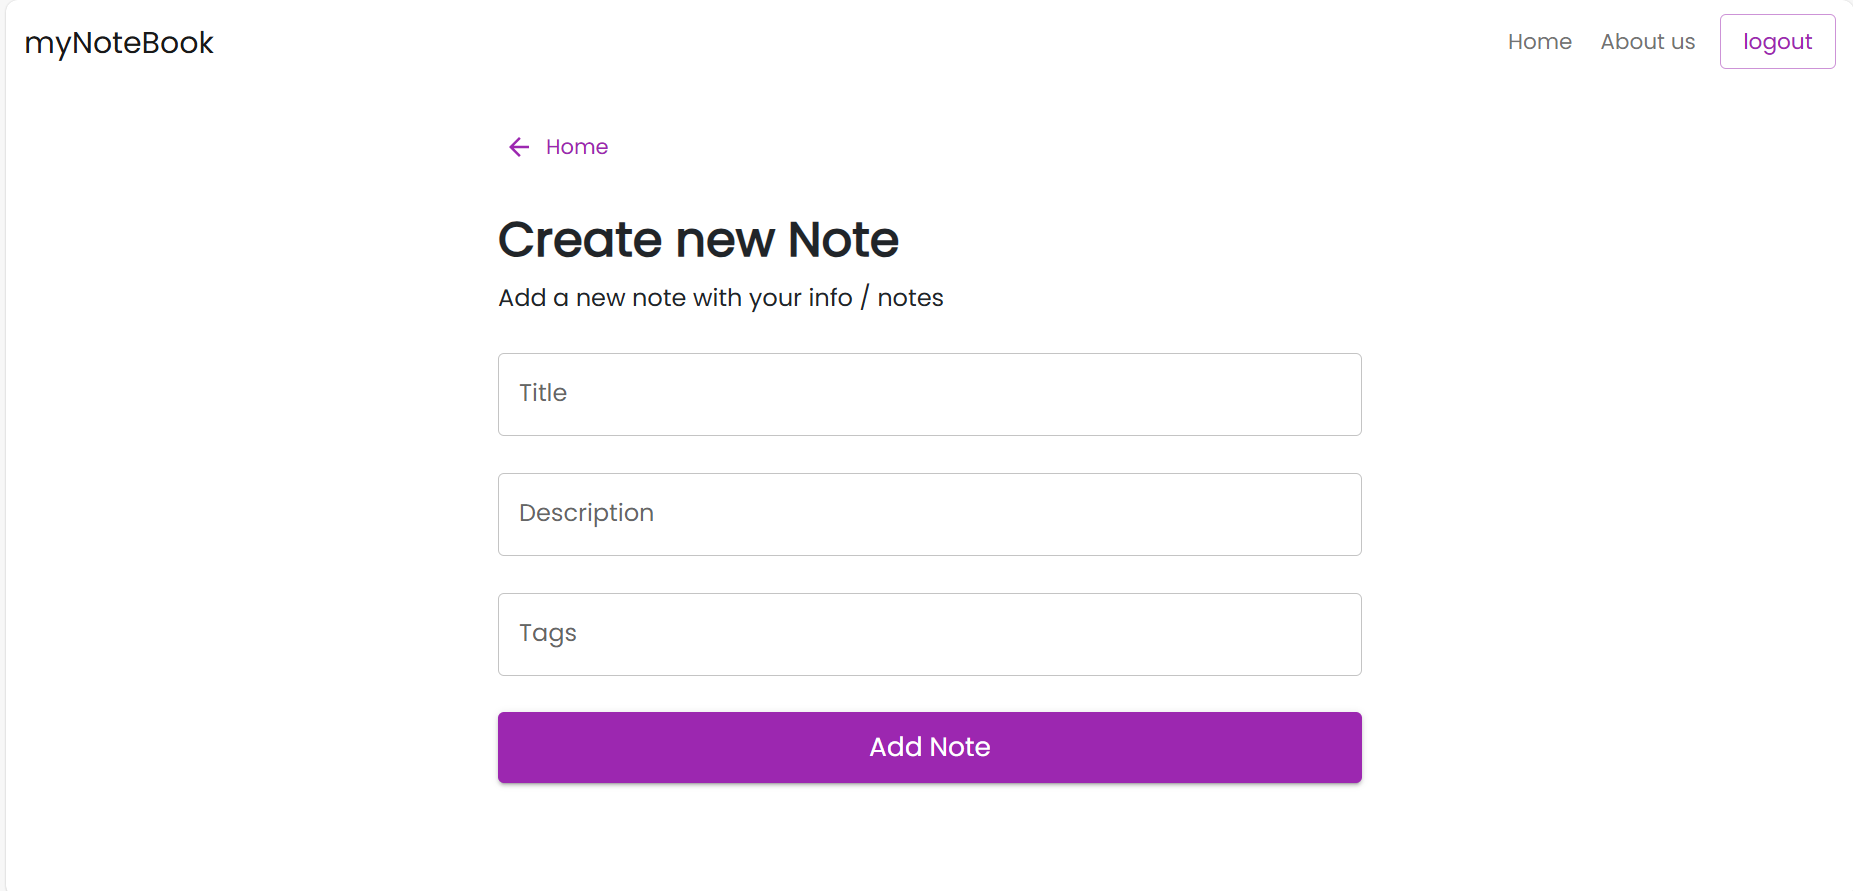 myNoteBook
Home About us logout
Home
Create new Note
Add a new note with your info / notes
Title
Description
Tags
Add Note